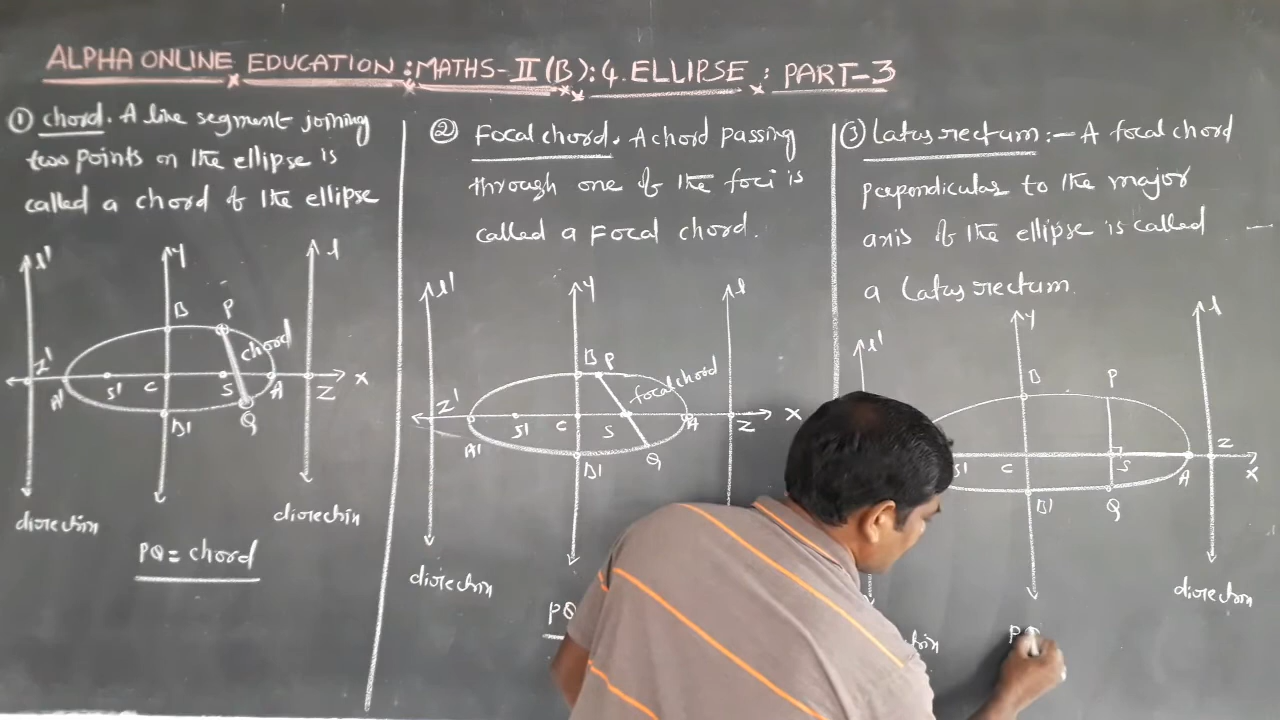 ALPHA ONLINE EDUCATION : MATHS-II (B) : 4. ELLIPSE : PART-3
① chord. A line segment joining
two points on the ellipse is
called a chord of the ellipse
l'
y
l
B
P
chord
Z'
A'
S'
C
S
A
Z
X
B'
Q
directrix
directrix
PQ = chord
② Focal chord. A chord passing
through one of the foci is
called a Focal chord.
l'
y
l
B
P
focal chord
Z'
A'
S'
C
S
A
Z
X
B'
Q
directrix
PQ
③ Latus rectum :- A focal chord
perpendicular to the major
axis of the ellipse is called
a Latus rectum.
l'
y
l
B
P
S'
C
S
A
Z
X
B'
Q
directrix
P